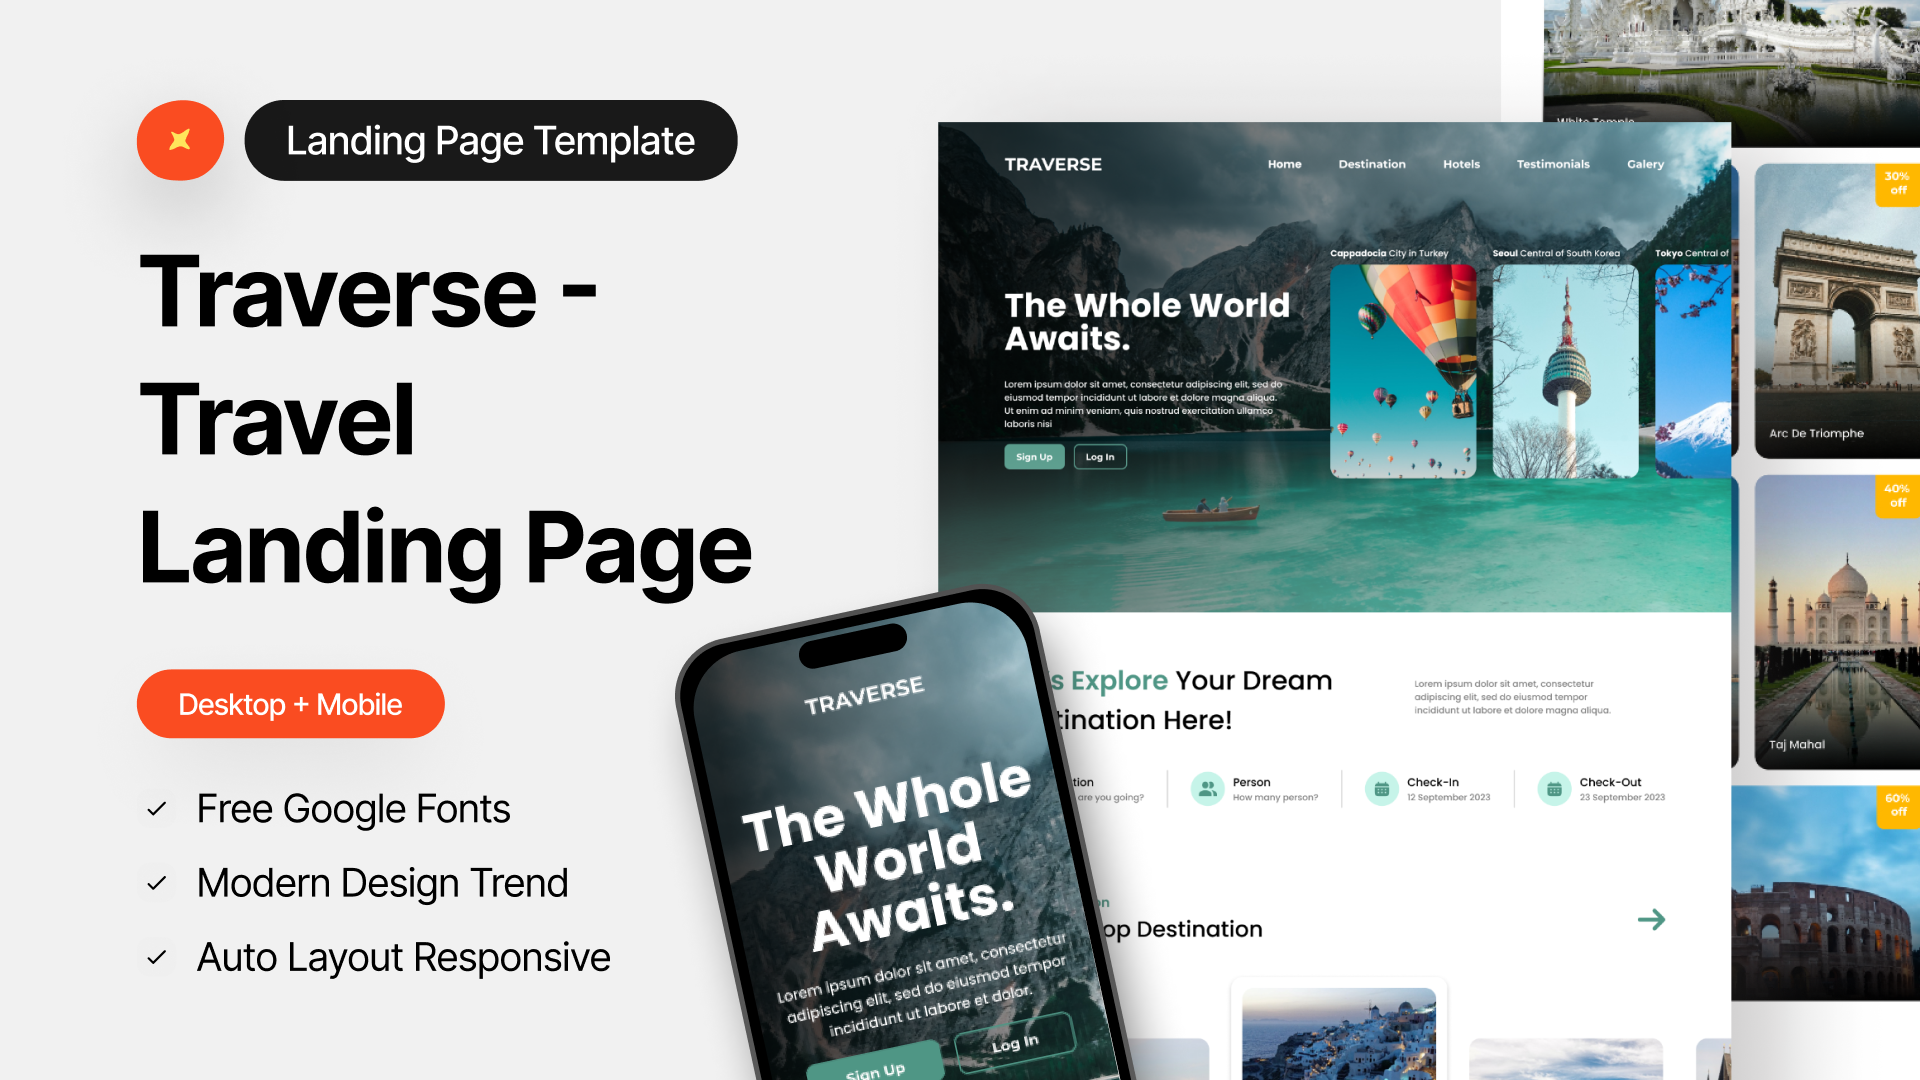 Landing Page Template
Traverse -
Travel
Landing Page
Desktop + Mobile
Free Google Fonts
Modern Design Trend
Auto Layout Responsive
TRAVERSE
Home
Destination
Hotels
Testimonials
Galery
The Whole World
Awaits.
Lorem ipsum dolor sit amet, consectetur adipiscing elit, sed do
eiusmod tempor incididunt ut labore et dolore magna aliqua.
Ut enim ad minim veniam, quis nostrud exercitation ullamco
laboris nisi
Sign Up
Log In
Cappadocia City in Turkey
Seoul Central of South Korea
Tokyo Central of
s Explore Your Dream
tination Here!
Lorem ipsum dolor sit amet, consectetur
adipiscing elit, sed do eiusmod tempor
incididunt ut labore et dolore magna aliqua.
tion
are you going?
Person
How many person?
Check-In
12 September 2023
Check-Out
23 September 2023
on
op Destination
TRAVERSE
The Whole
World
Awaits.
Lorem ipsum dolor sit amet, consectetur
adipiscing elit, sed do eiusmod tempor
incididunt ut labore et dolor.
Sign Up
Log In
White Temple
30%
off
Arc De Triomphe
40%
off
Taj Mahal
60%
off